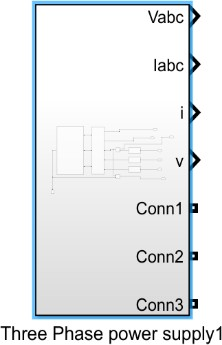 Vabc
Iabc
i
v
Conn1
Conn2
Conn3
Three Phase power supply1